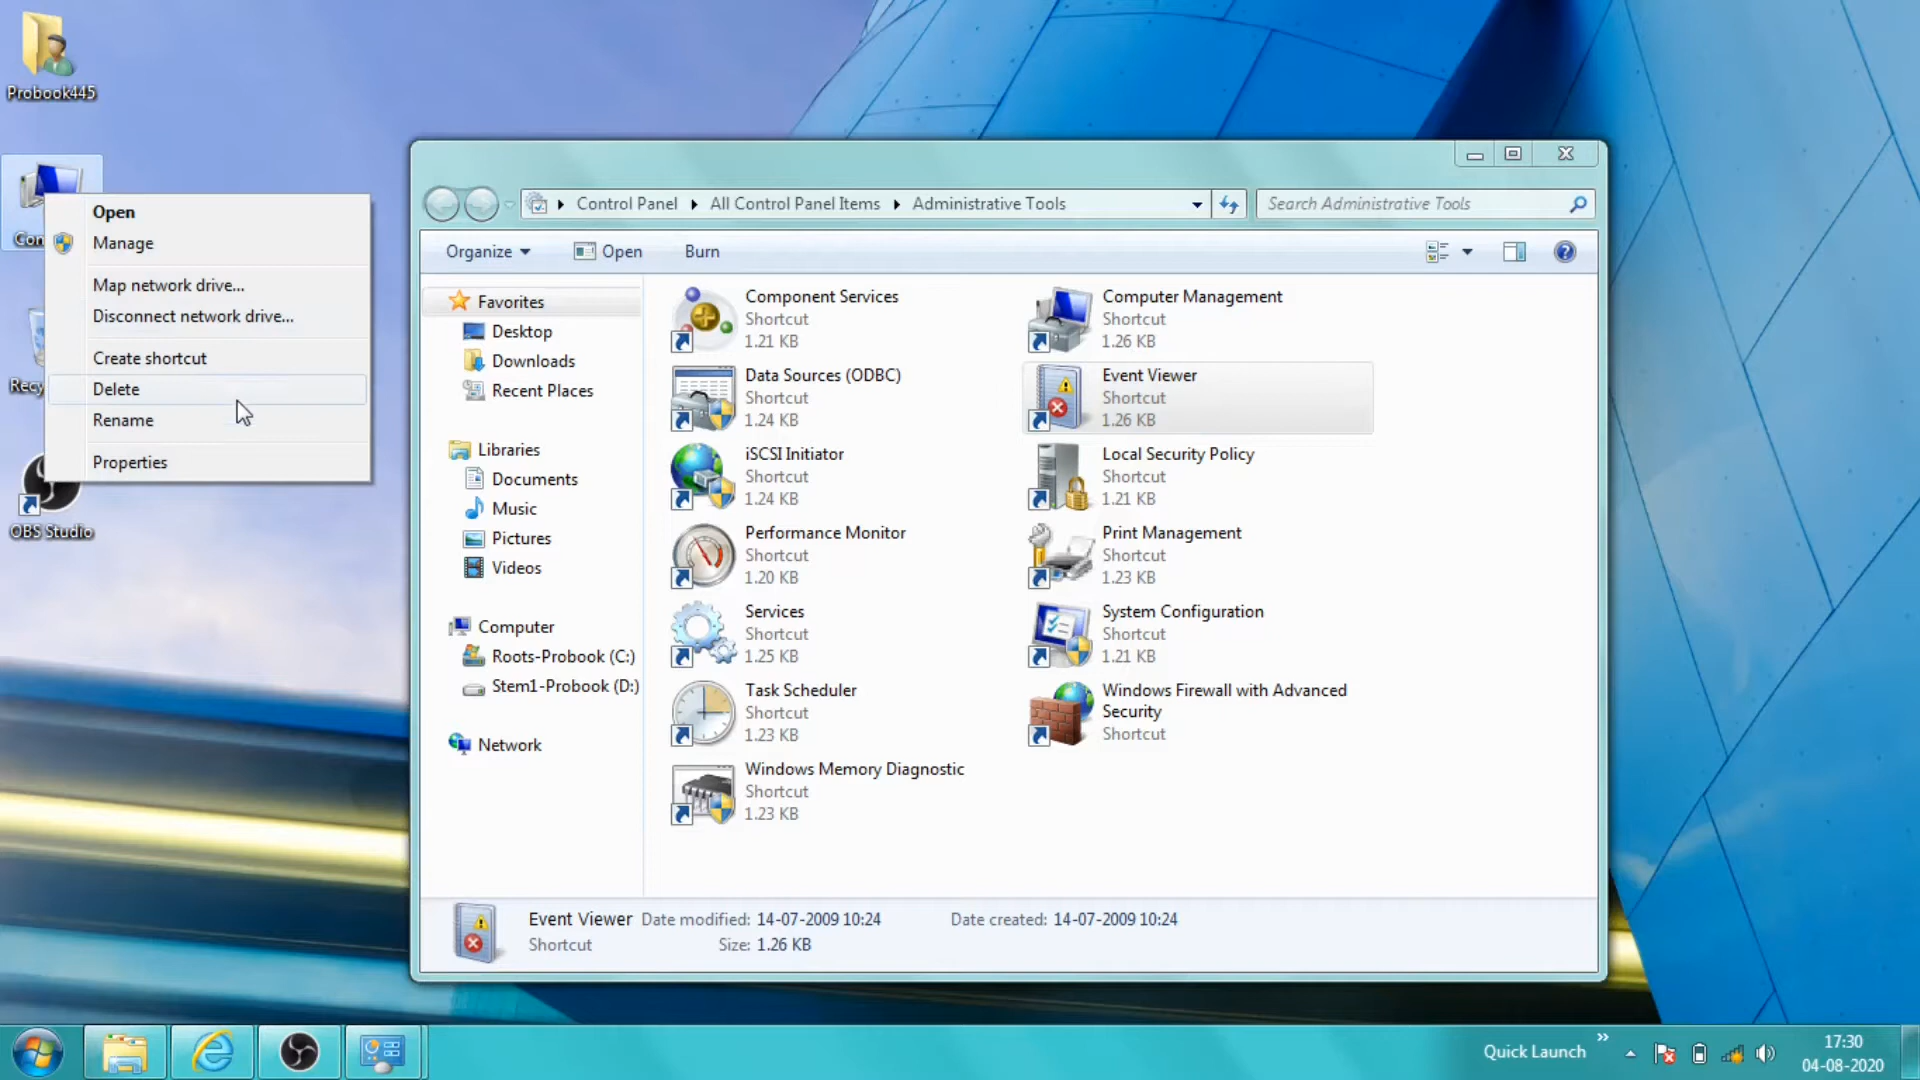 Probook445
Con
Recy
OBS Studio
Open
Manage
Map network drive...
Disconnect network drive...
Create shortcut
Delete
Rename
Properties
Control Panel
All Control Panel Items
Administrative Tools
Search Administrative Tools
Organize
Open
Burn
Favorites
Desktop
Downloads
Recent Places
Libraries
Documents
Music
Pictures
Videos
Computer
Roots-Probook (C:)
Stem1-Probook (D:)
Network
Component Services
Shortcut
1.21 KB
Computer Management
Shortcut
1.26 KB
Data Sources (ODBC)
Shortcut
1.24 KB
Event Viewer
Shortcut
1.26 KB
iSCSI Initiator
Shortcut
1.24 KB
Local Security Policy
Shortcut
1.21 KB
Performance Monitor
Shortcut
1.20 KB
Print Management
Shortcut
1.23 KB
Services
Shortcut
1.25 KB
System Configuration
Shortcut
1.21 KB
Task Scheduler
Shortcut
1.23 KB
Windows Firewall with Advanced
Security
Shortcut
Windows Memory Diagnostic
Shortcut
1.23 KB
Event Viewer Date modified: 14-07-2009 10:24 Date created: 14-07-2009 10:24
Shortcut Size: 1.26 KB
Quick Launch
17:30
04-08-2020